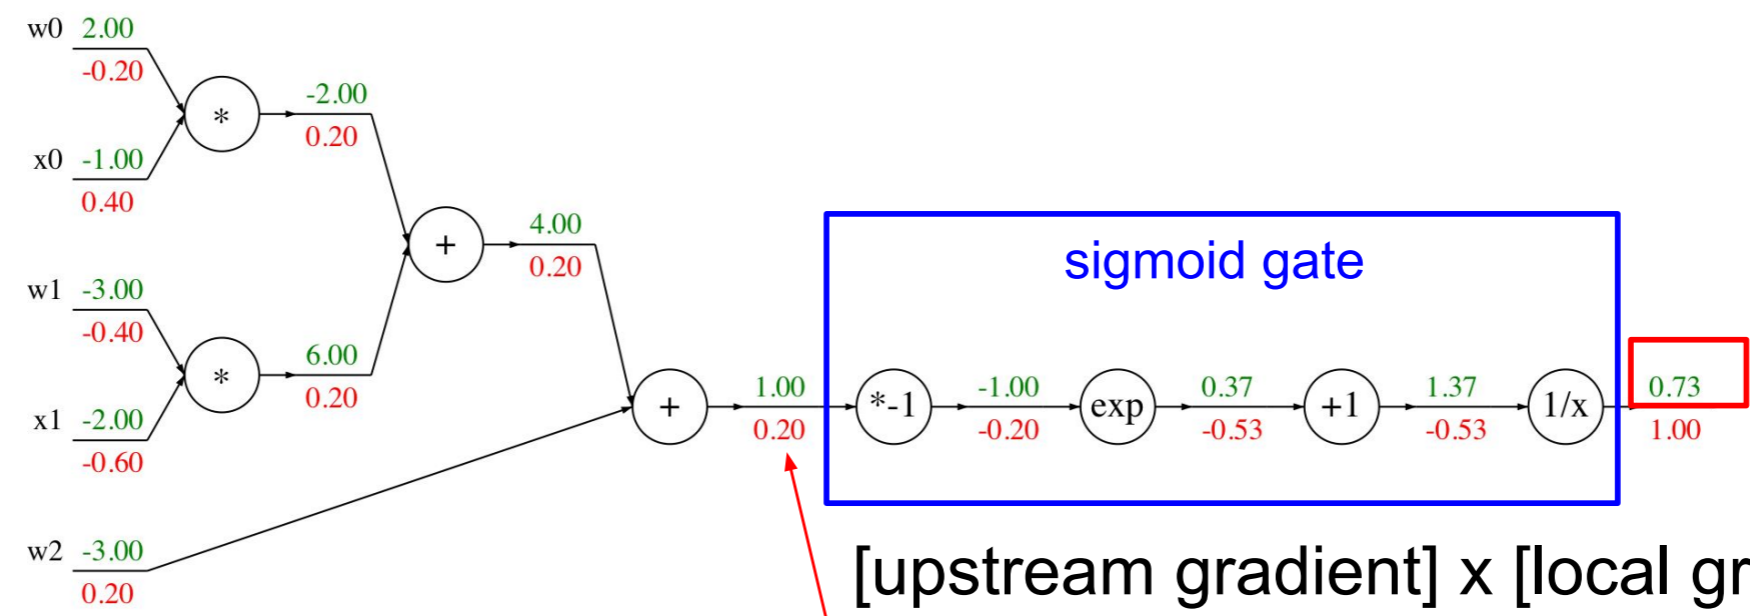 w0 2.00
-0.20
* -2.00
0.20
x0 -1.00
0.40
+ 4.00
0.20
sigmoid gate
w1 -3.00
-0.40
* 6.00
0.20
x1 -2.00
-0.60
+ 1.00 *-1 -1.00 exp 0.37 +1 1.37 1/x 0.73
0.20 -0.20 -0.53 -0.53 1.00
w2 -3.00
0.20
[upstream gradient] x [local gr